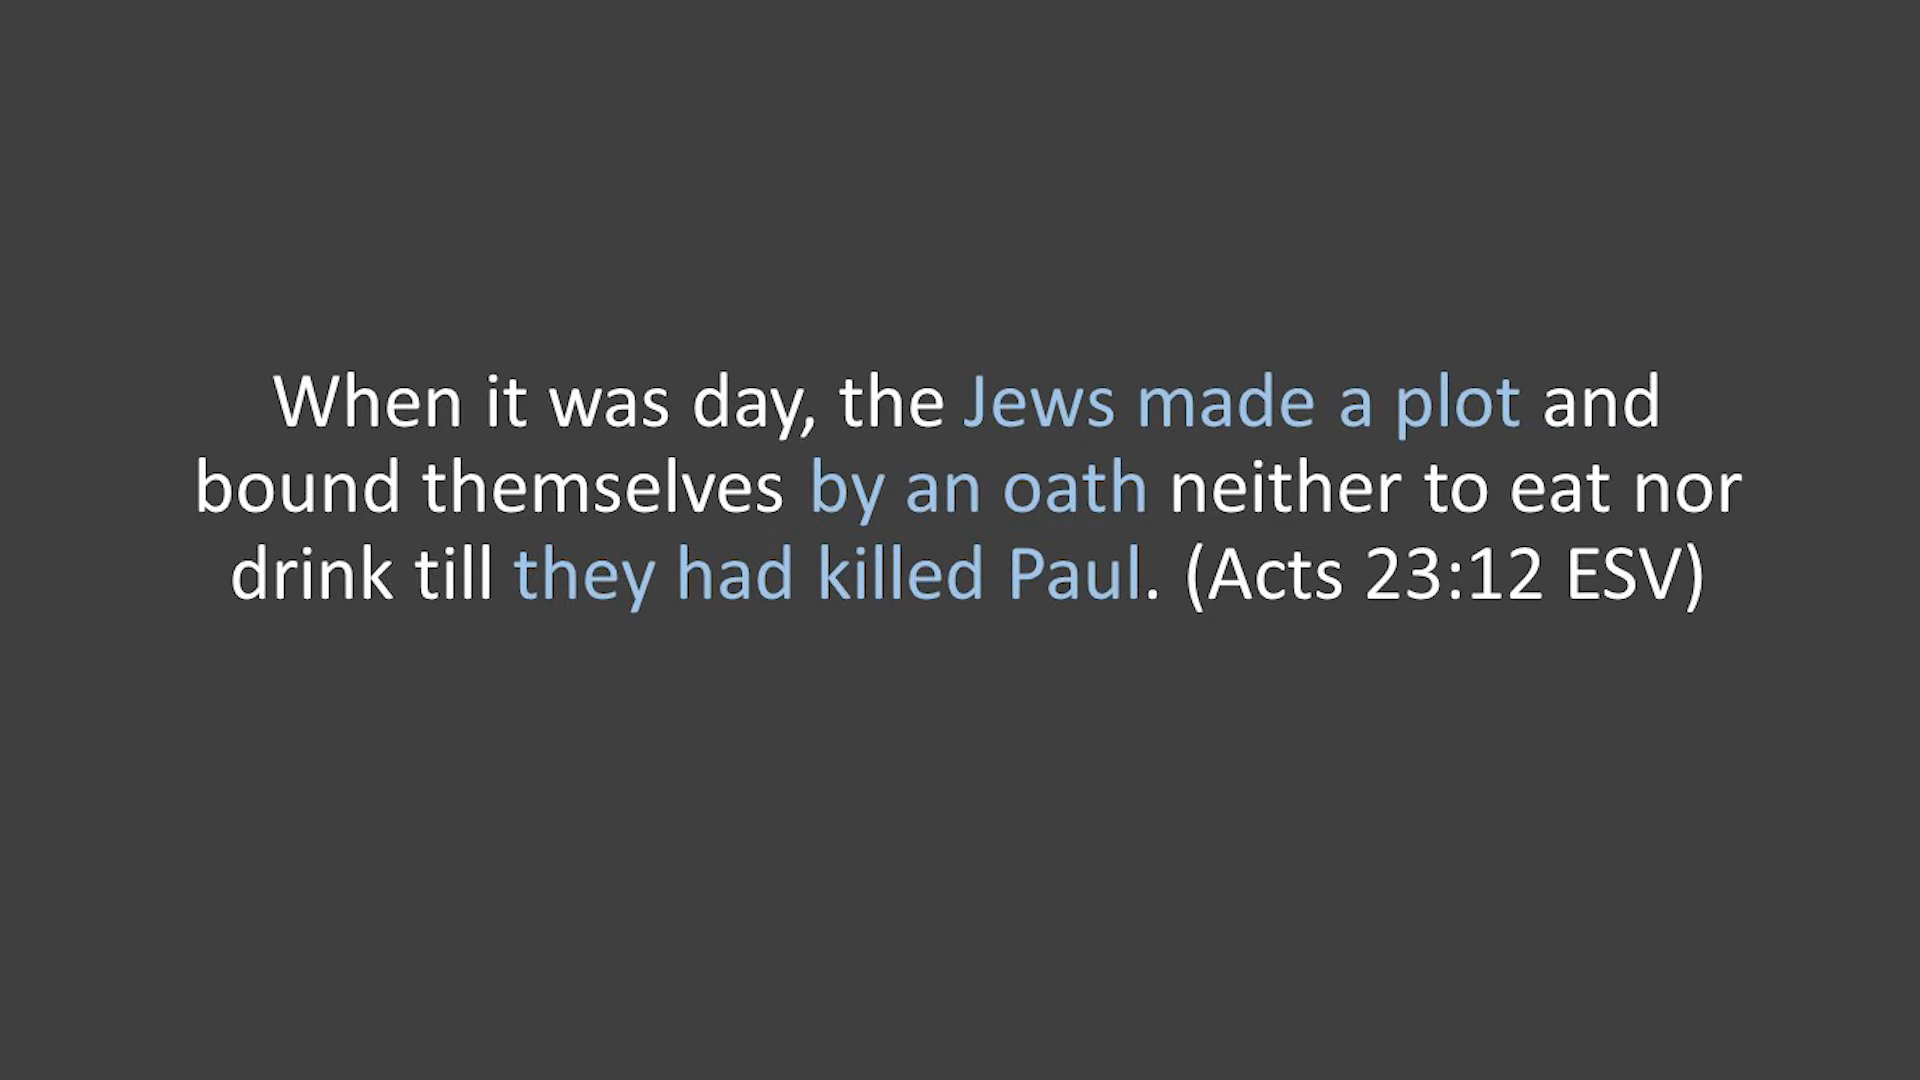 When it was day, the Jews made a plot and
bound themselves by an oath neither to eat nor
drink till they had killed Paul. (Acts 23:12 ESV)